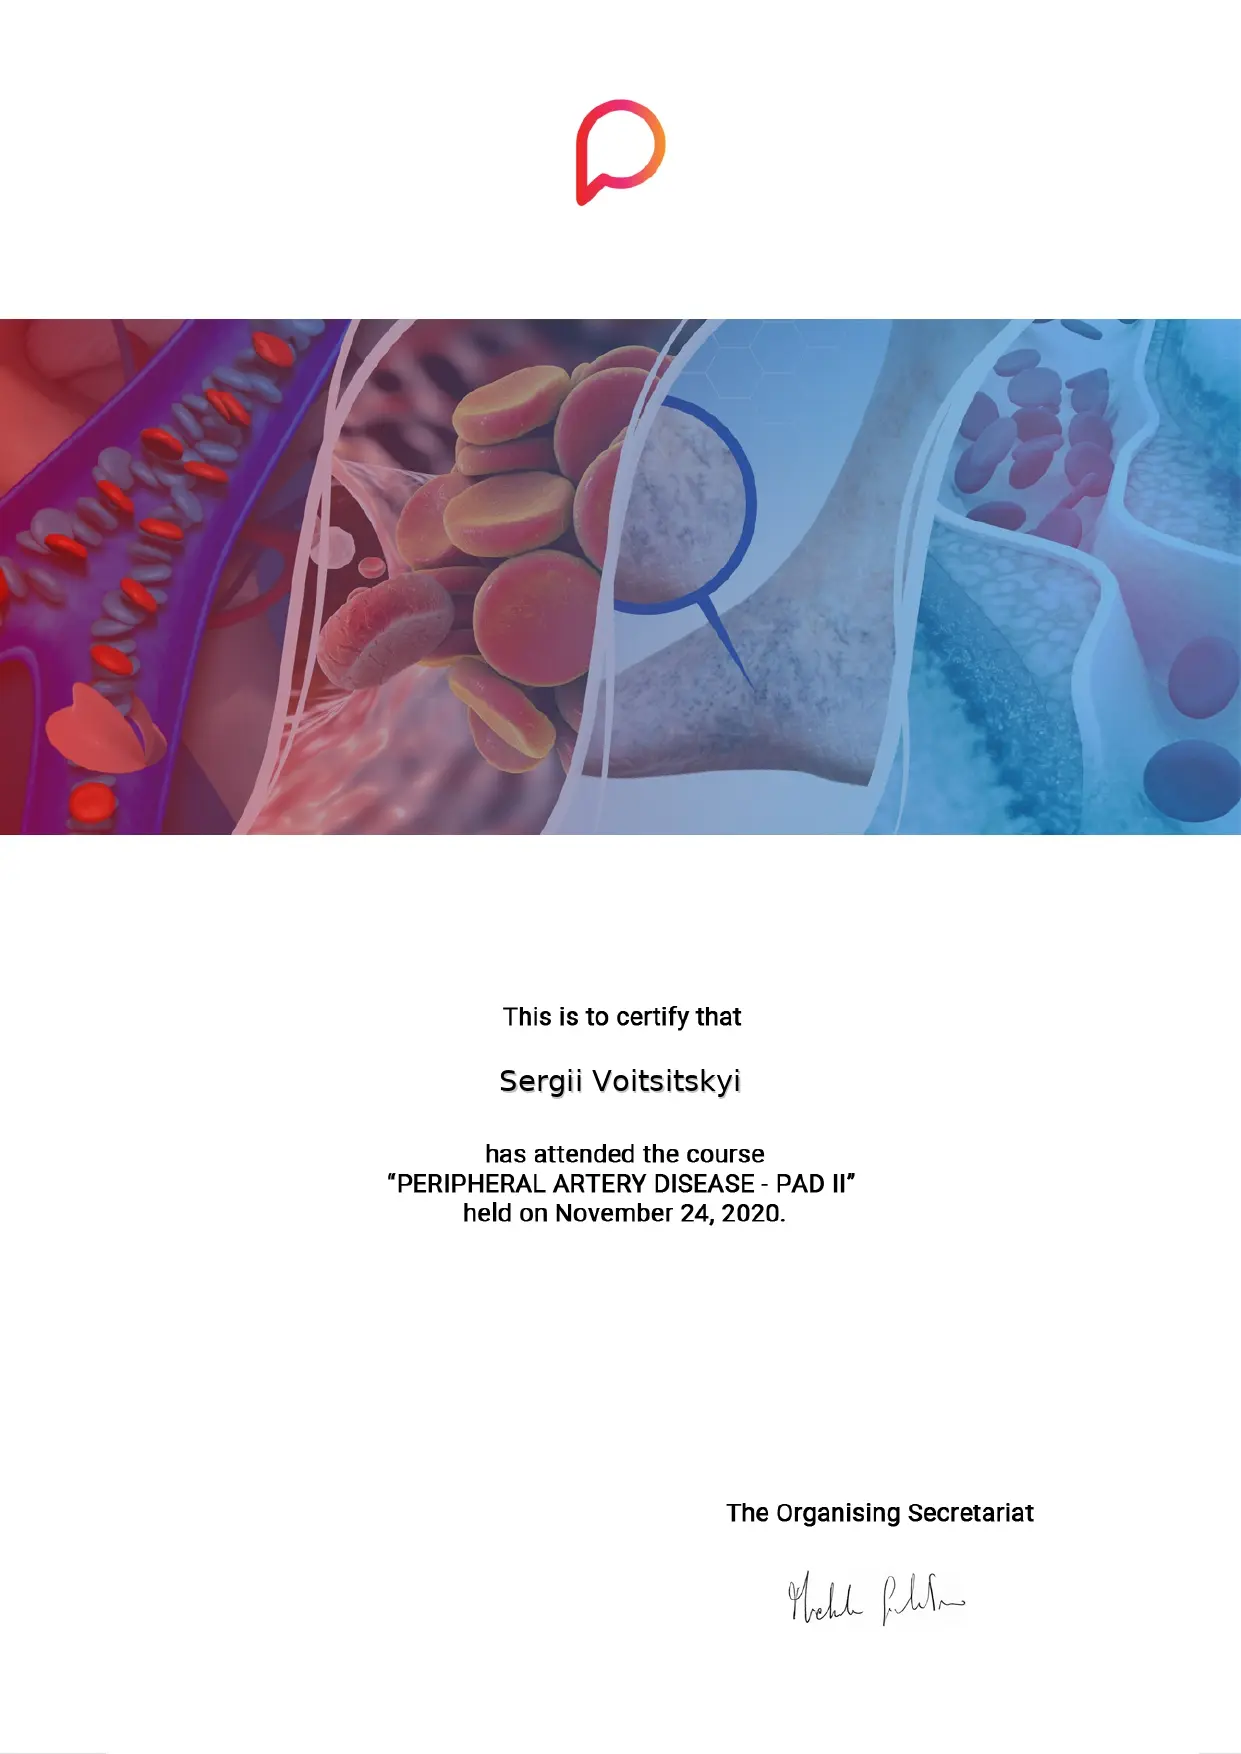 This is to certify that
Sergii Voitsitskyi
has attended the course
“PERIPHERAL ARTERY DISEASE - PAD II”
held on November 24, 2020.
The Organising Secretariat